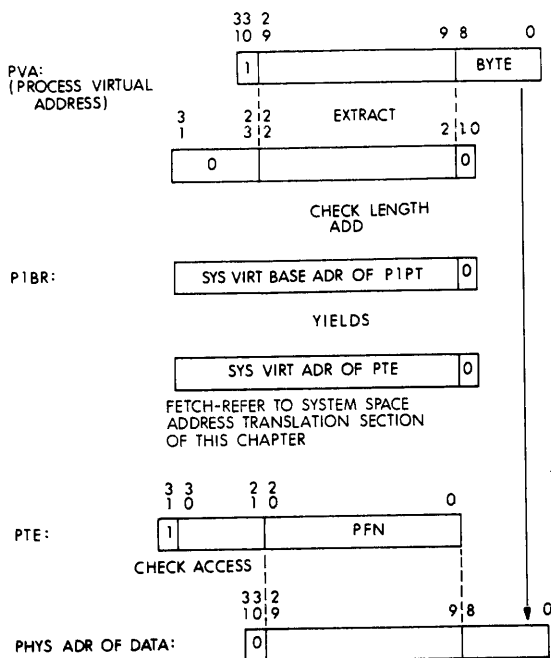 33 2
10 9 9 8 0
PVA:
(PROCESS VIRTUAL
ADDRESS)
1 BYTE
3 2 2 EXTRACT
1 3 2 2 1 0
0 0
CHECK LENGTH
ADD
P1BR: SYS VIRT BASE ADR OF P1PT 0
YIELDS
SYS VIRT ADR OF PTE 0
FETCH-REFER TO SYSTEM SPACE
ADDRESS TRANSLATION SECTION
OF THIS CHAPTER
3 3 2 2
1 0 1 0 0
PTE: 1 PFN
CHECK ACCESS
33 2
10 9 9 8 0
PHYS ADR OF DATA: 0